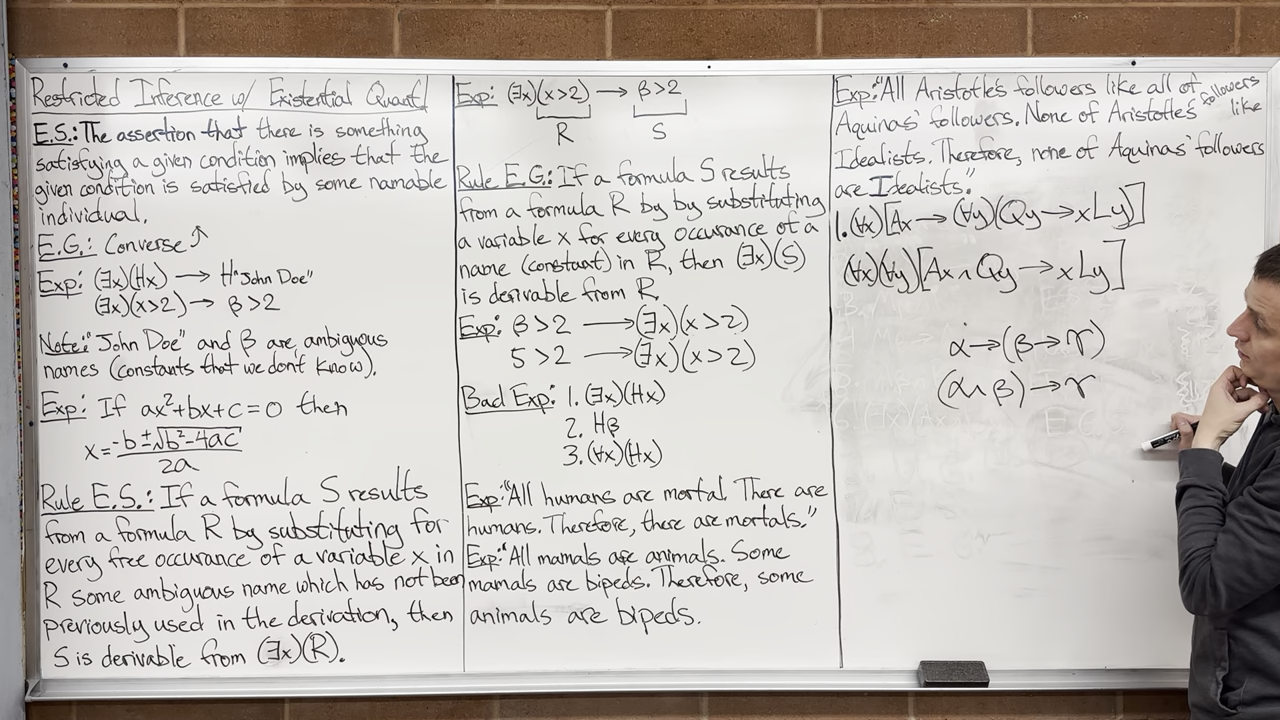 Restricted Inference w/ Existential Quant.
E.S.: The assertion that there is something
satisfying a given condition implies that the
given condition is satisfied by some namable
individual.
E.G.: Converse ↑
Exp: (∃x)(Hx) → H"John Doe"
(∃x)(x>2) → β>2
Note: "John Doe" and β are ambiguous
names (constants that we don't know).
Exp: If ax²+bx+c=0 then
x = -b±√b²-4ac
2a
Rule E.S.: If a formula S results
from a formula R by substituting for
every free occurance of a variable x in
R some ambiguous name which has not been
previously used in the derivation, then
S is derivable from (∃x)(R).
Exp: (∃x)(x>2) → β>2
R S
Rule E.G.: If a formula S results
from a formula R by by substituting
a variable x for every occurance of a
name (constant) in R, then (∃x)(S)
is derivable from R.
Exp: β>2 → (∃x)(x>2)
5>2 → (∃x)(x>2)
Bad Exp: 1. (∃x)(Hx)
2. Hβ
3. (∀x)(Hx)
Exp: "All humans are mortal. There are
humans. Therefore, there are mortals."
Exp: "All mamals are animals. Some
mamals are bipeds. Therefore, some
animals are bipeds.
Exp: "All Aristotle's followers like all of
Aquinas' followers. None of Aristotle's followers like
Idealists. Therefore, none of Aquinas' followers
are Idealists."
1. (∀x)[Ax → (∀y)(Qy → xLy)]
(∀x)(∀y)[Ax ∧ Qy → xLy]
α → (β → γ)
(α ∧ β) → γ